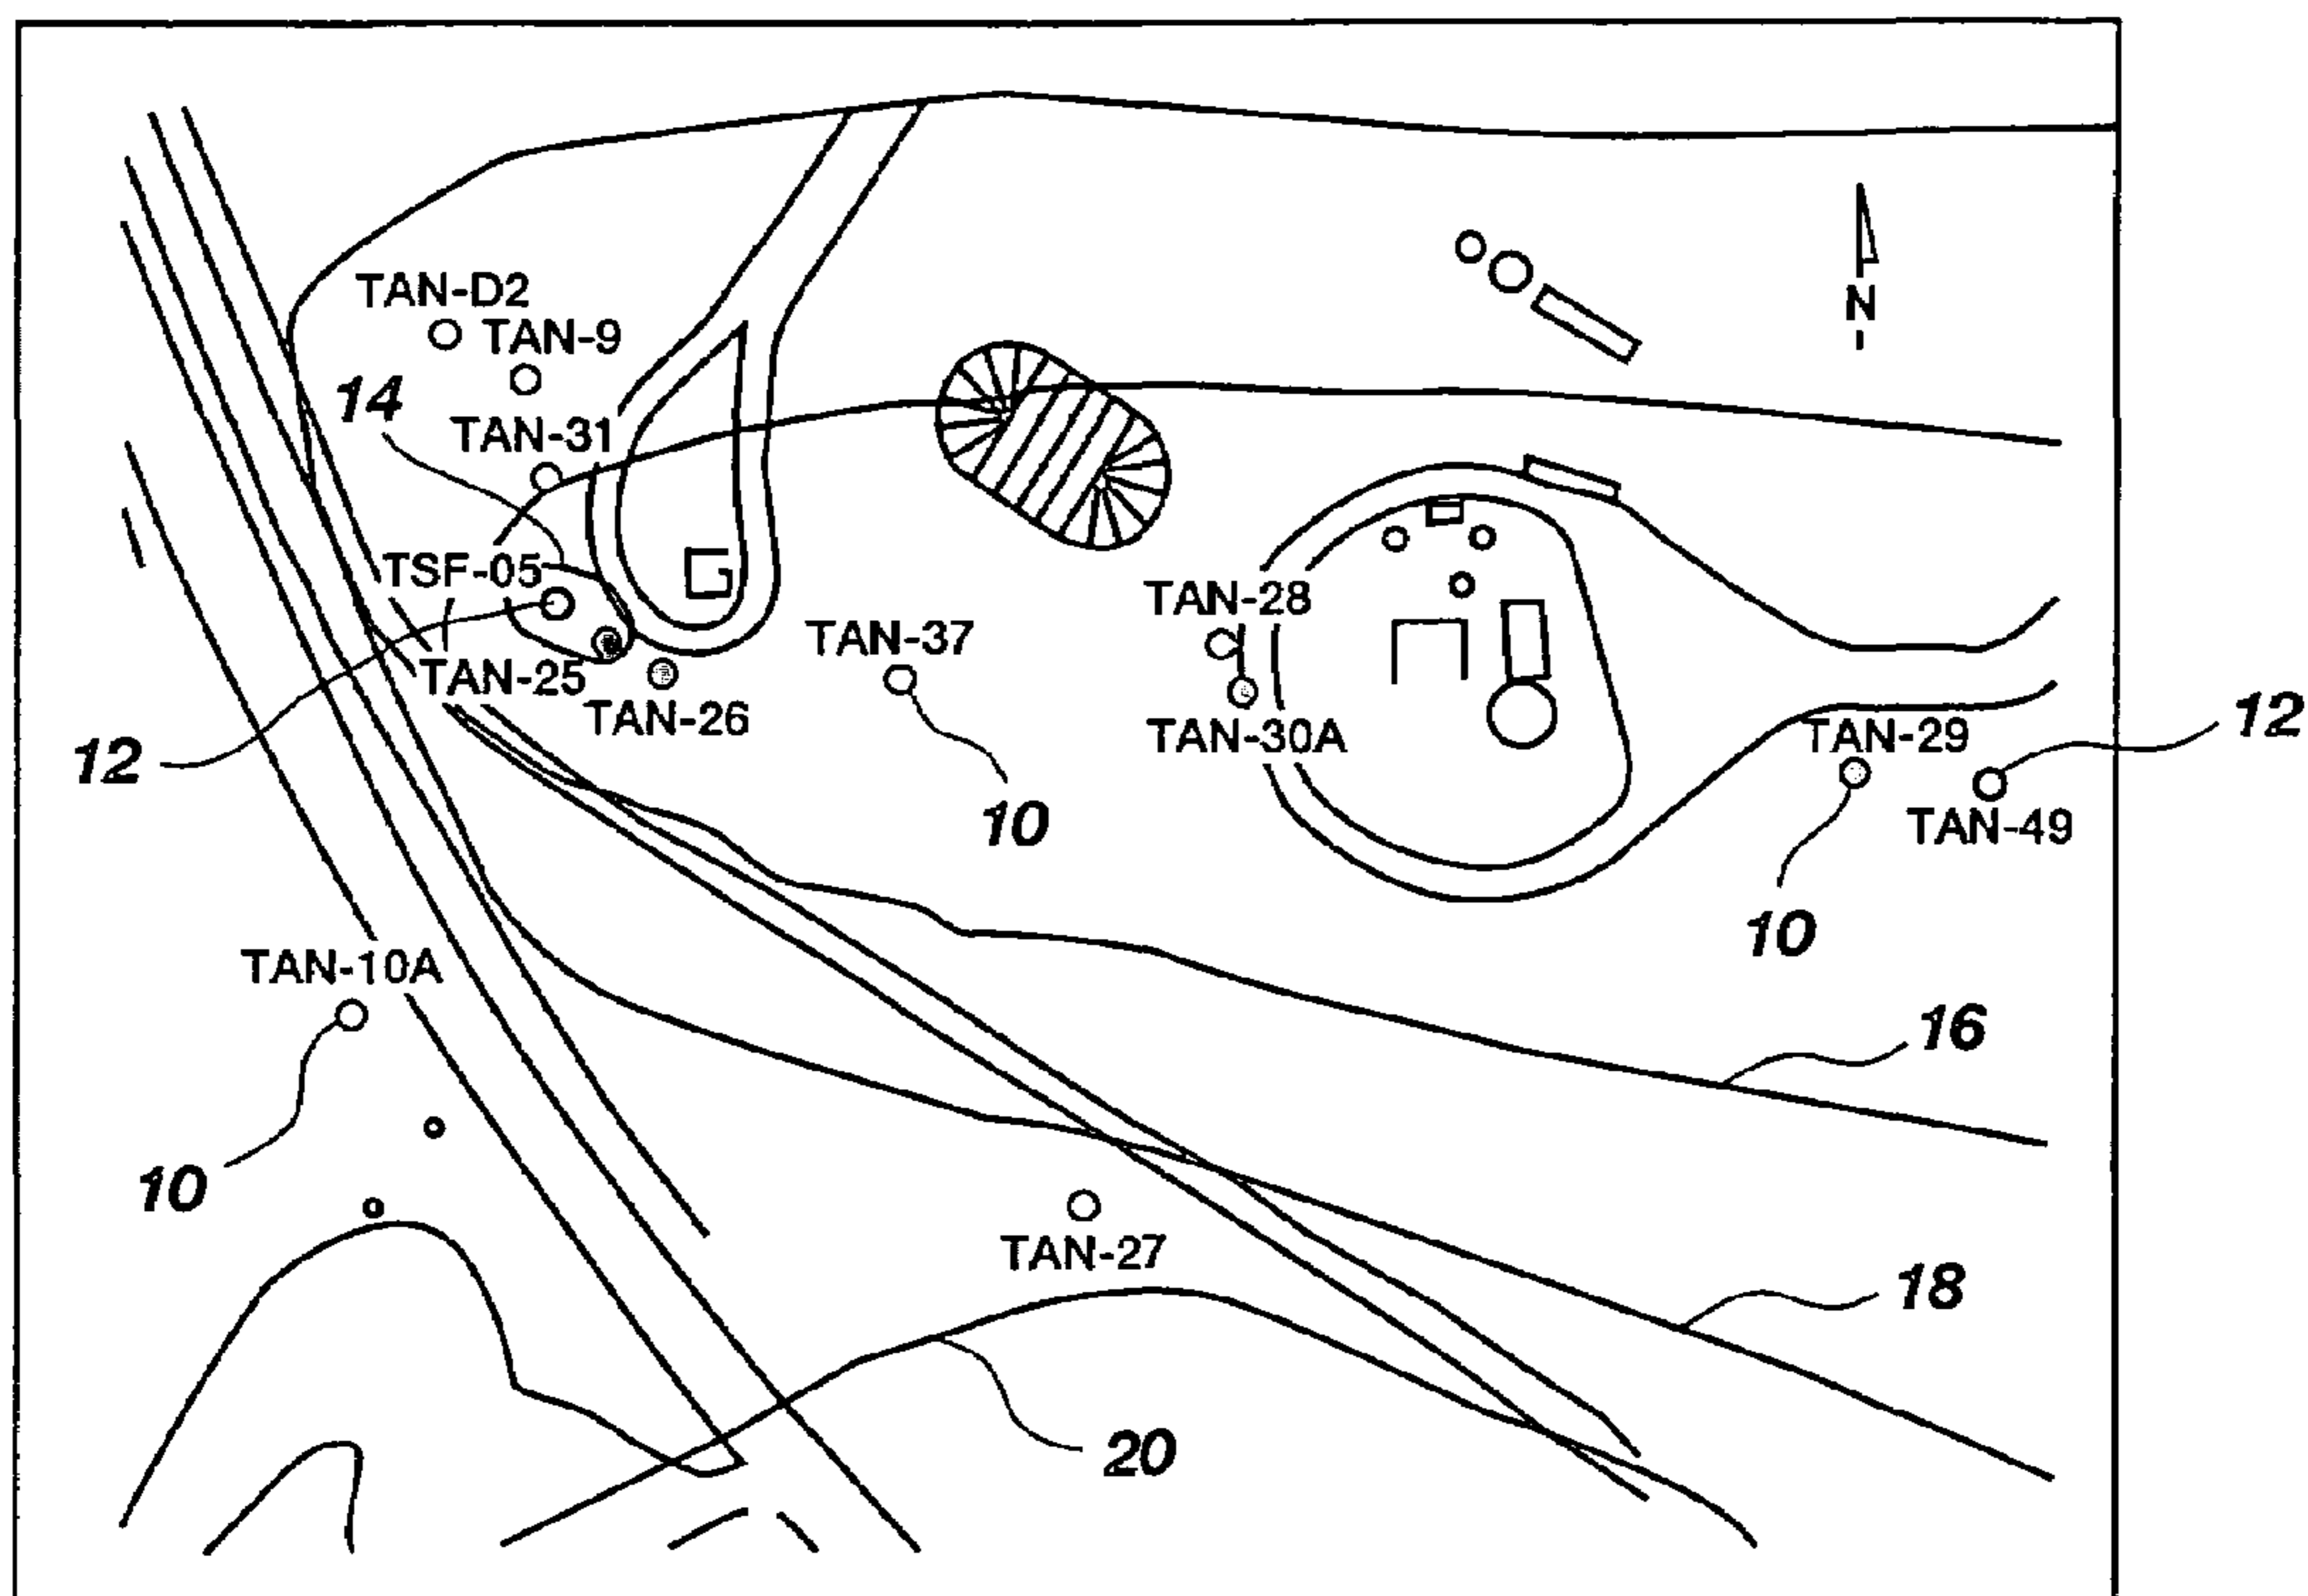 TAN-D2
N
TAN-9
14
TAN-31
TSF-05
TAN-28
TAN-37
TAN-25
TAN-26
12
TAN-30A
TAN-29
12
10
TAN-49
10
TAN-10A
16
10
TAN-27
18
20